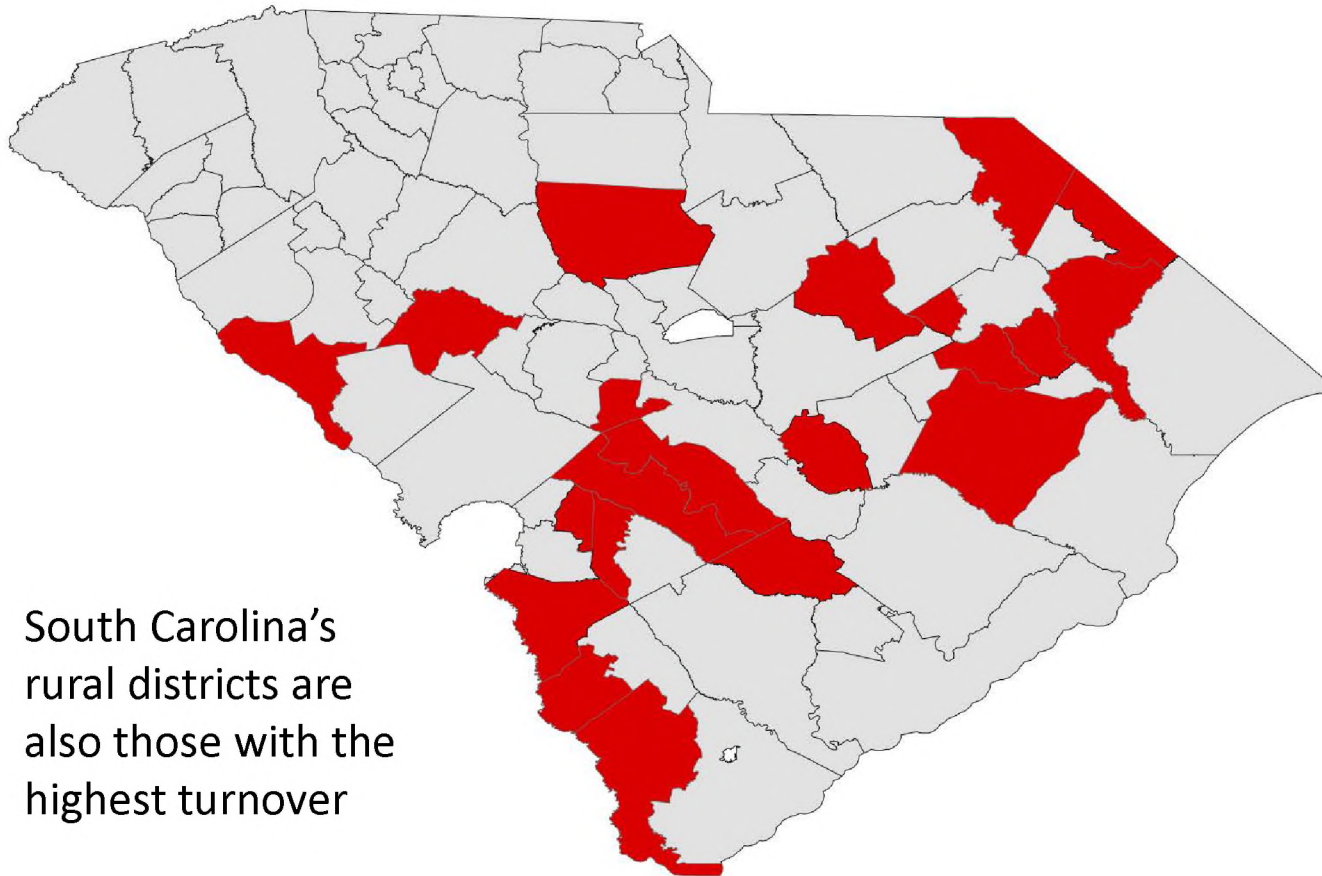 South Carolina’s
rural districts are
also those with the
highest turnover